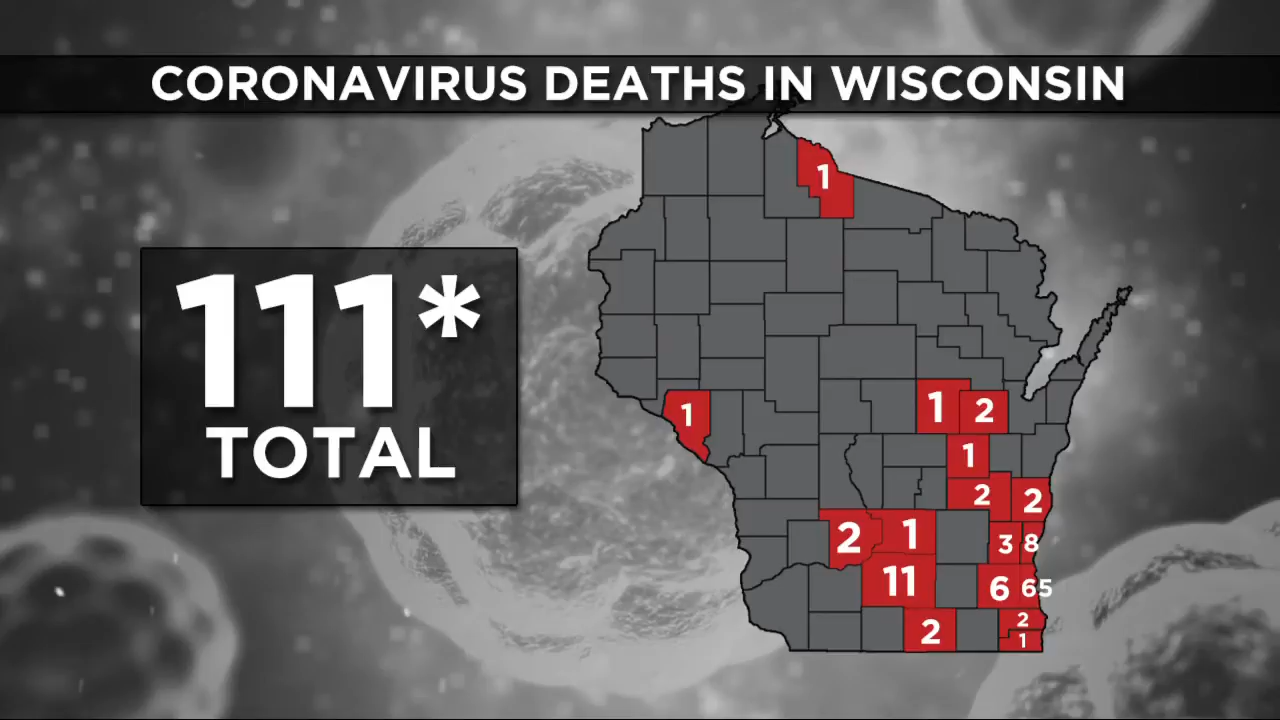 CORONAVIRUS DEATHS IN WISCONSIN
111*
TOTAL
1
1
1 2
1
2 2
2 1 3 8
11 6 65
2 2
1